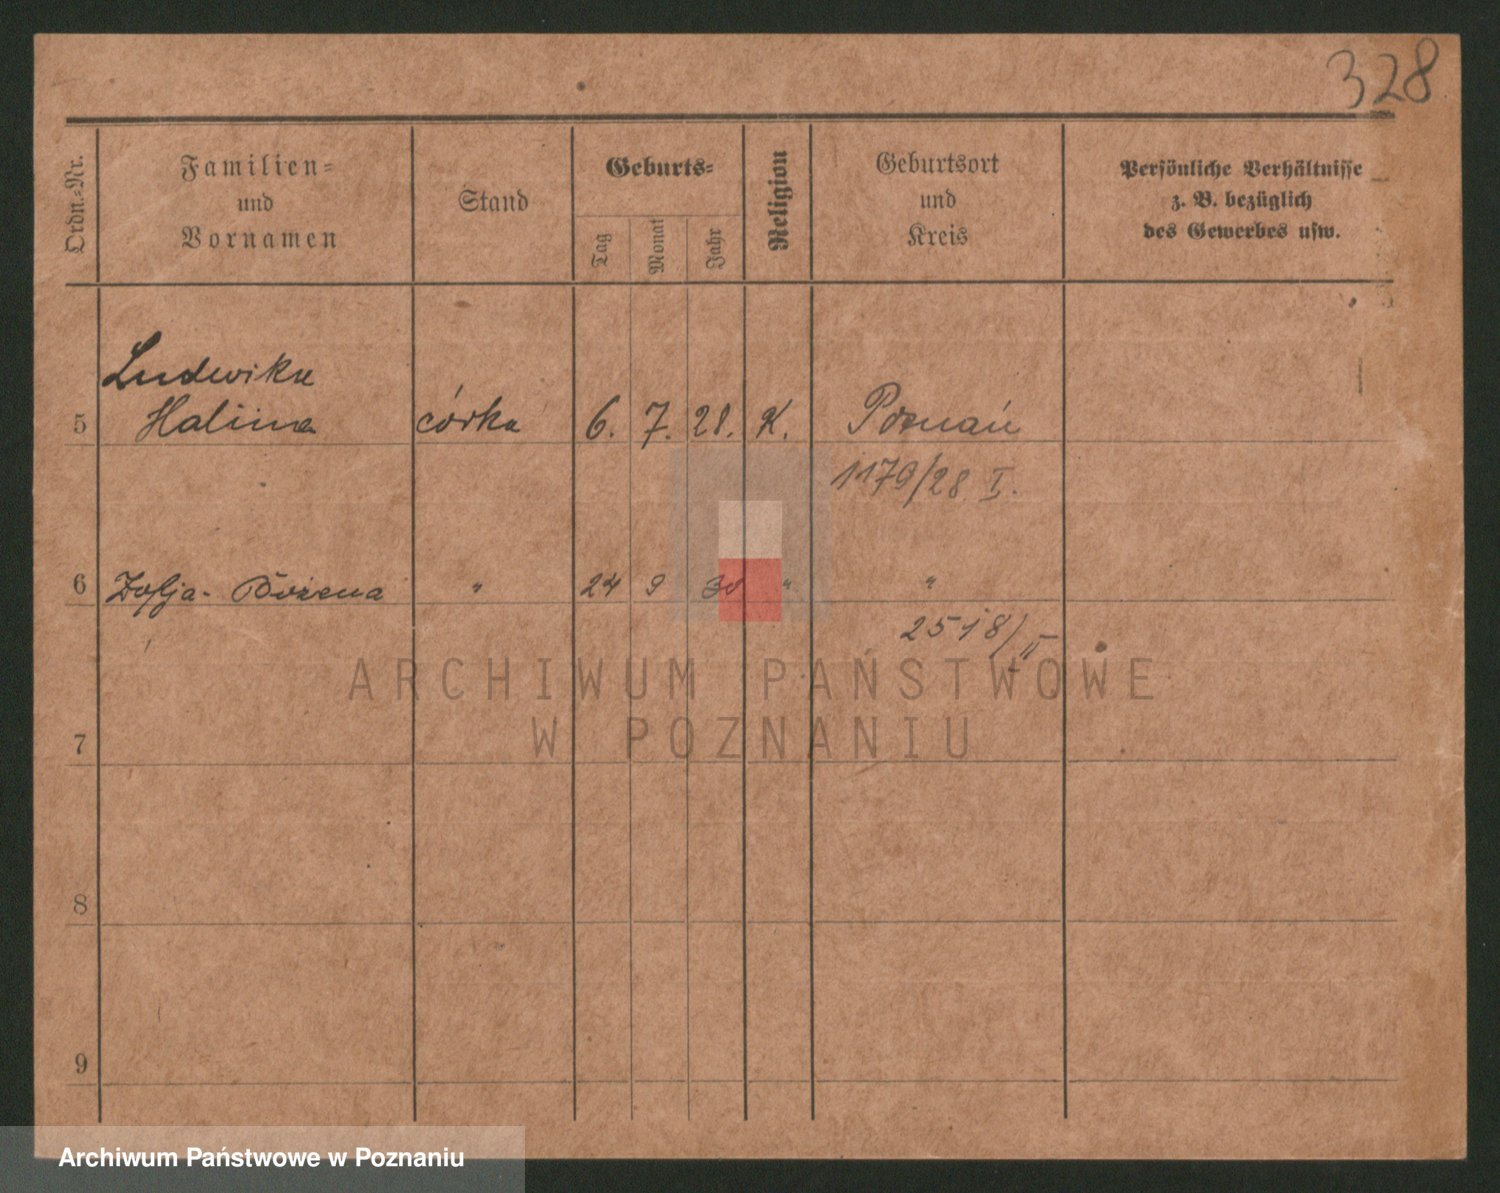 328
Ordn.-Nr.
Familien-
und
Vornamen
Stand
Geburts-
Tag
Monat
Jahr
Religion
Geburtsort
und
Kreis
Persönliche Verhältnisse
z. B. bezüglich
des Gewerbes usw.
Ludwika
5 Halina córka 6. 7. 28. K. Poznań
1179/28 I.
6 Zofja - Bożena " 24 9 30 " "
2518/II
ARCHIWUM PAŃSTWOWE
W POZNANIU
7
8
9
Archiwum Państwowe w Poznaniu